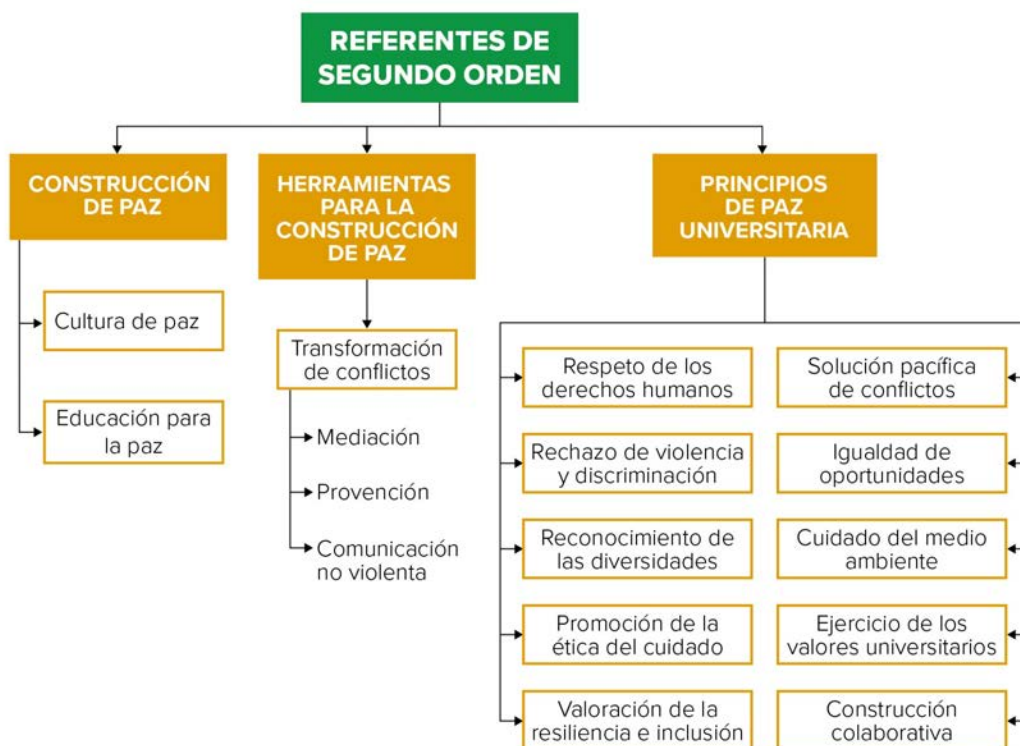 REFERENTES DE
SEGUNDO ORDEN
CONSTRUCCIÓN
DE PAZ
Cultura de paz
Educación para
la paz
HERRAMIENTAS
PARA LA
CONSTRUCCIÓN
DE PAZ
Transformación
de conflictos
Mediación
Provención
Comunicación
no violenta
PRINCIPIOS
DE PAZ
UNIVERSITARIA
Respeto de los
derechos humanos
Rechazo de violencia
y discriminación
Reconocimiento de
las diversidades
Promoción de la
ética del cuidado
Valoración de la
resiliencia e inclusión
Solución pacífica
de conflictos
Igualdad de
oportunidades
Cuidado del medio
ambiente
Ejercicio de los
valores universitarios
Construcción
colaborativa